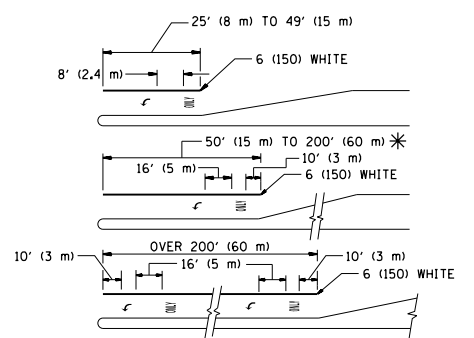 25' (8 m) TO 49' (15 m)
8' (2.4 m)
6 (150) WHITE
ONLY
50' (15 m) TO 200' (60 m) *
16' (5 m)
10' (3 m)
6 (150) WHITE
ONLY
OVER 200' (60 m)
10' (3 m)
16' (5 m)
10' (3 m)
6 (150) WHITE
ONLY
ONLY